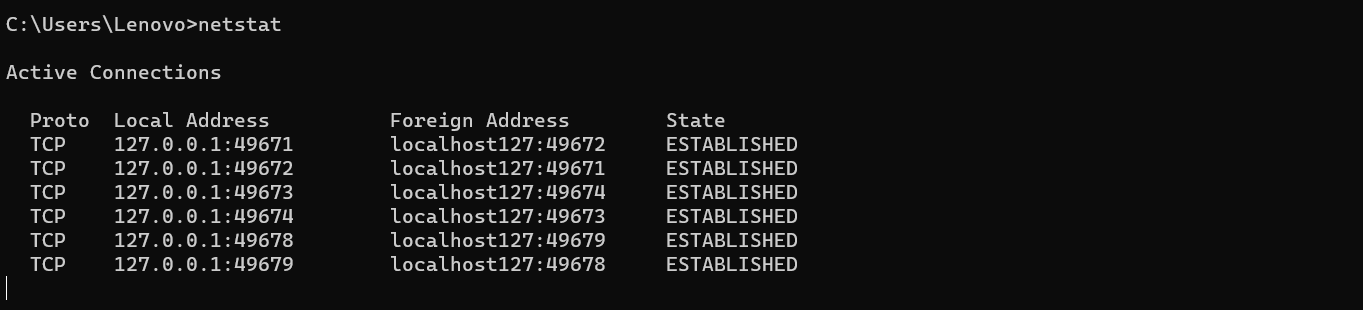 C:\Users\Lenovo>netstat
Active Connections
Proto  Local Address          Foreign Address        State
TCP    127.0.0.1:49671        localhost127:49672     ESTABLISHED
TCP    127.0.0.1:49672        localhost127:49671     ESTABLISHED
TCP    127.0.0.1:49673        localhost127:49674     ESTABLISHED
TCP    127.0.0.1:49674        localhost127:49673     ESTABLISHED
TCP    127.0.0.1:49678        localhost127:49679     ESTABLISHED
TCP    127.0.0.1:49679        localhost127:49678     ESTABLISHED